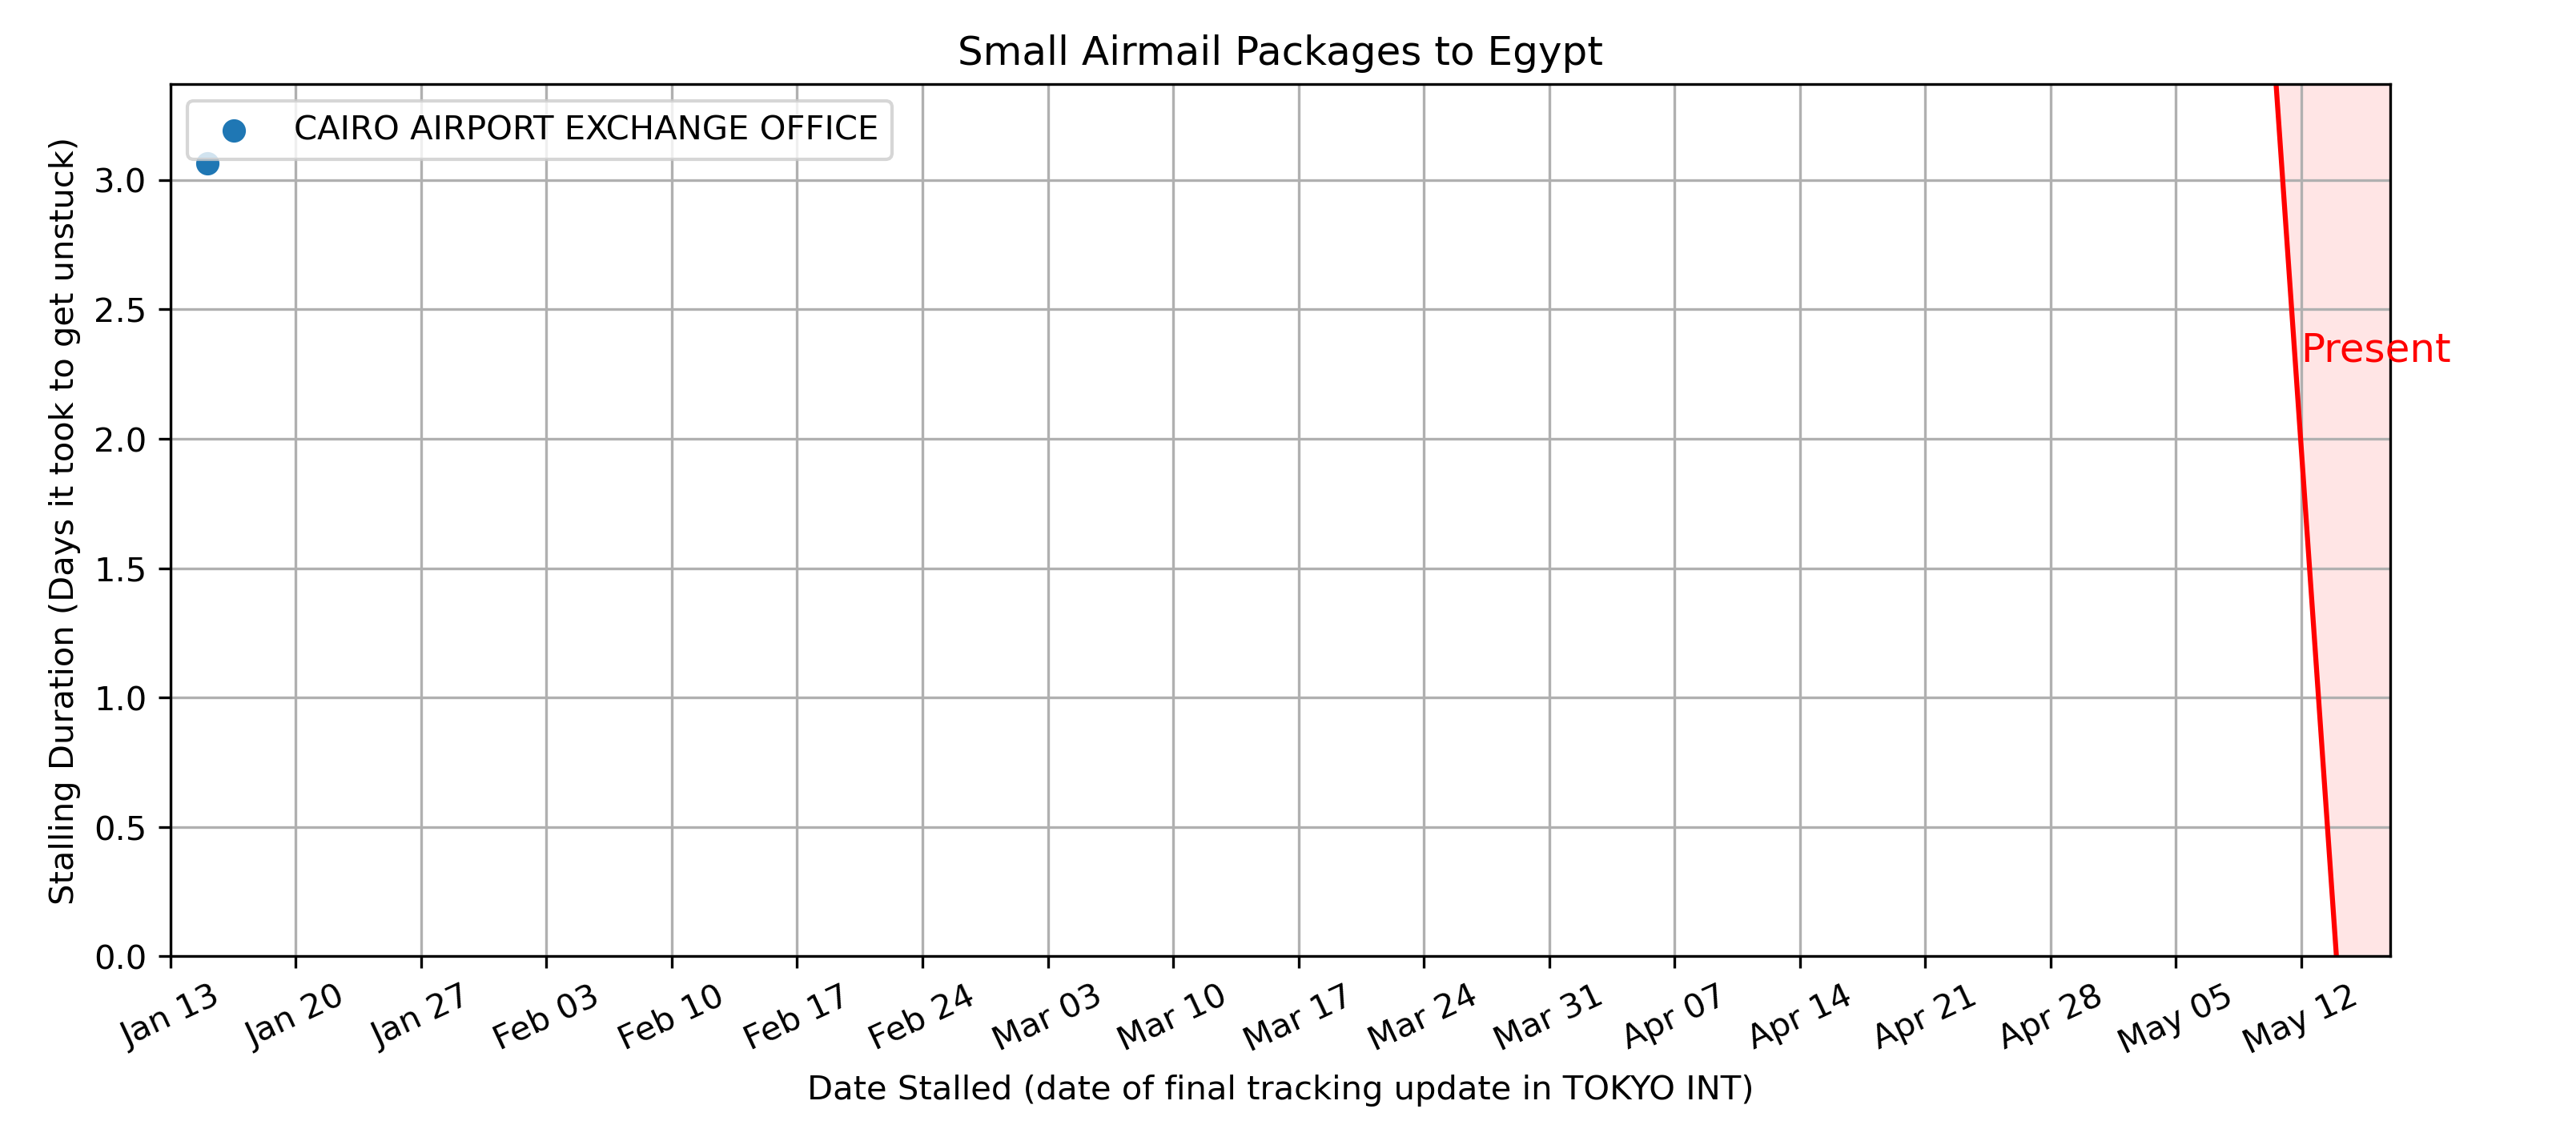 Small Airmail Packages to Egypt
CAIRO AIRPORT EXCHANGE OFFICE
Stalling Duration (Days it took to get unstuck)
3.0
2.5
2.0
1.5
1.0
0.5
0.0
Present
Jan 13
Jan 20
Jan 27
Feb 03
Feb 10
Feb 17
Feb 24
Mar 03
Mar 10
Mar 17
Mar 24
Mar 31
Apr 07
Apr 14
Apr 21
Apr 28
May 05
May 12
Date Stalled (date of final tracking update in TOKYO INT)